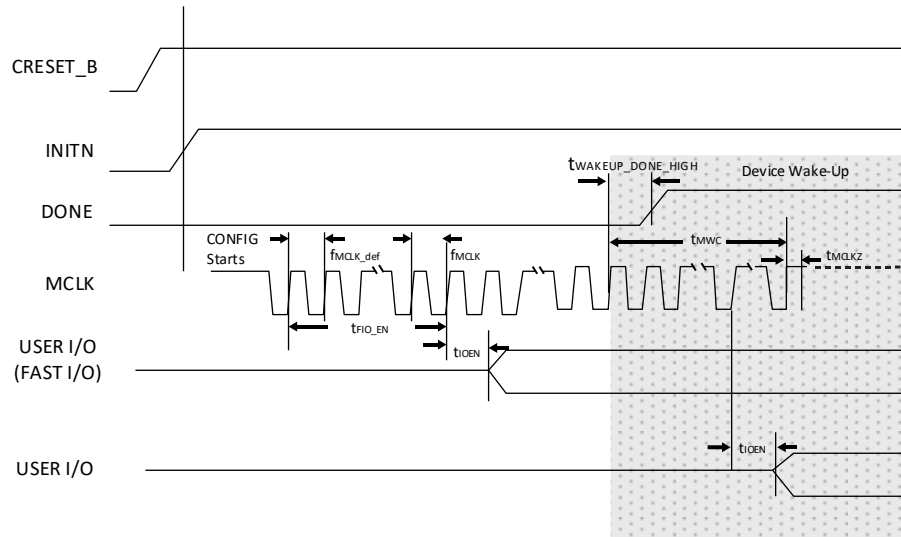 CRESET_B
INITN
tWAKEUP_DONE_HIGH
Device Wake-Up
DONE
CONFIG
Starts
fMCLK_def
fMCLK
tMWC
tMCLKZ
MCLK
tFIO_EN
USER I/O
(FAST I/O)
tIOEN
USER I/O
tIOEN